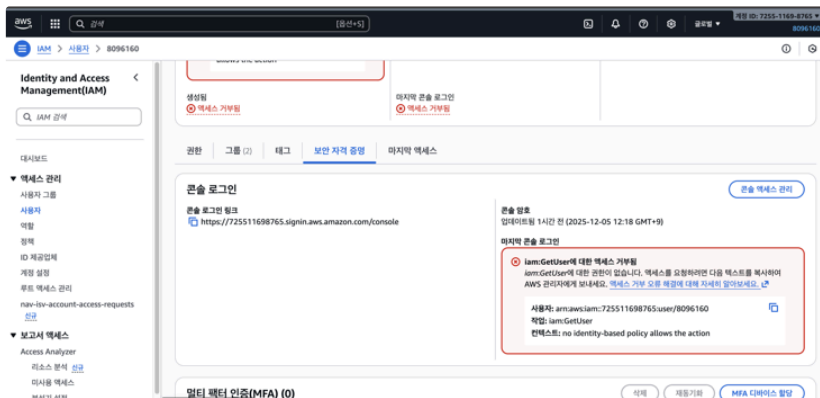 aws
검색
[옵션+S]
글로벌 ▼
계정 ID: 7255-1169-8765 ▼
8096160
IAM > 사용자 > 8096160
Identity and Access
Management(IAM)
IAM 검색
대시보드
▼ 액세스 관리
사용자 그룹
사용자
역할
정책
ID 제공업체
계정 설정
루트 액세스 관리
nav-isv-account-access-requests
신규
▼ 보고서 액세스
Access Analyzer
리소스 분석 신규
미사용 액세스
분석기 설정
allows the action
생성됨
액세스 거부됨
마지막 콘솔 로그인
액세스 거부됨
권한
그룹 (2)
태그
보안 자격 증명
마지막 액세스
콘솔 로그인
콘솔 액세스 관리
콘솔 로그인 링크
https://725511698765.signin.aws.amazon.com/console
콘솔 암호
업데이트됨 1시간 전 (2025-12-05 12:18 GMT+9)
마지막 콘솔 로그인
iam:GetUser에 대한 액세스 거부됨
iam:GetUser에 대한 권한이 없습니다. 액세스를 요청하려면 다음 텍스트를 복사하여
AWS 관리자에게 보내세요. 액세스 거부 오류 해결에 대해 자세히 알아보세요.
사용자: arn:aws:iam::725511698765:user/8096160
작업: iam:GetUser
컨텍스트: no identity-based policy allows the action
멀티 팩터 인증(MFA) (0)
삭제
재동기화
MFA 디바이스 할당